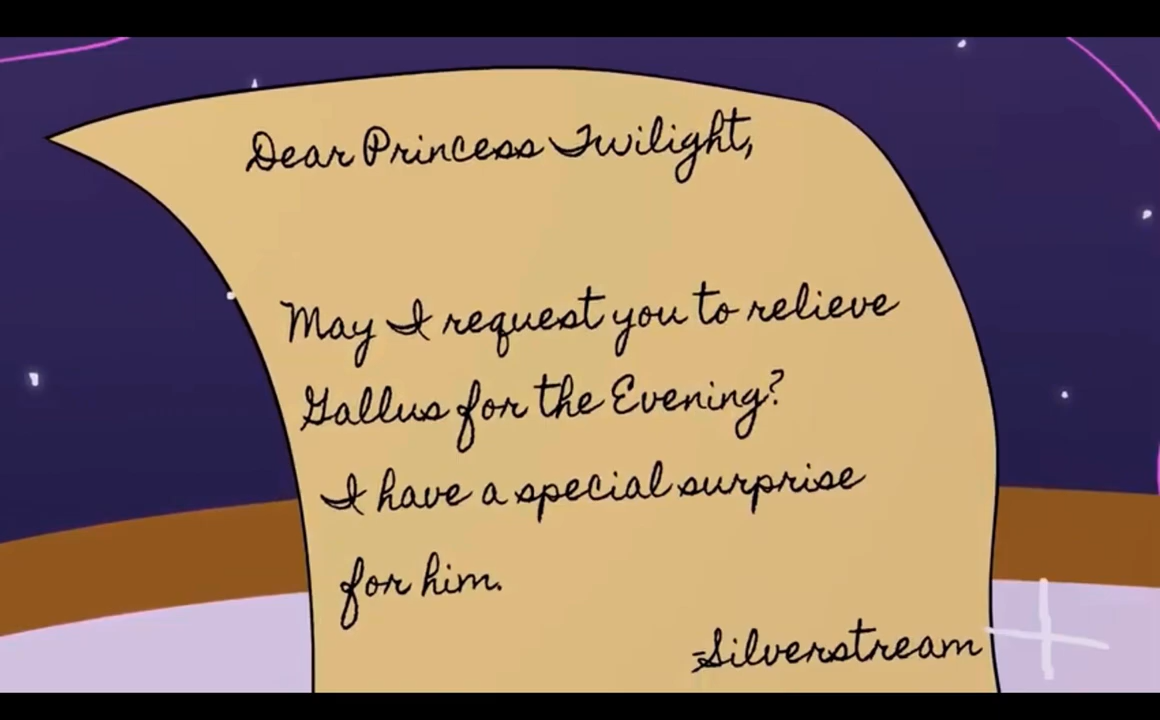 Dear Princess Twilight,
May I request you to relieve
Gallus for the Evening?
I have a special surprise
for him.
-Silverstream